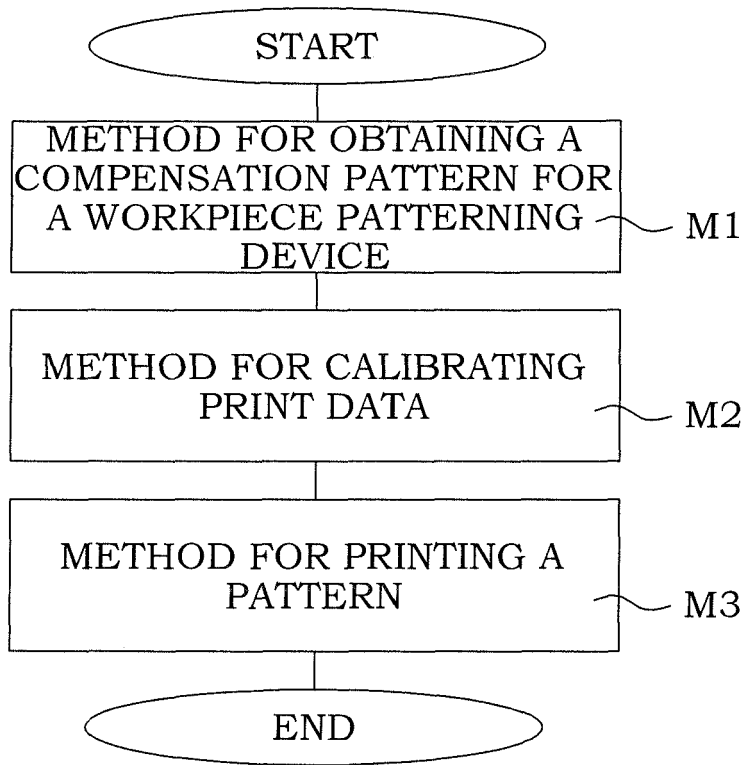 START
METHOD FOR OBTAINING A
COMPENSATION PATTERN FOR
A WORKPIECE PATTERNING
DEVICE
M1
METHOD FOR CALIBRATING
PRINT DATA
M2
METHOD FOR PRINTING A
PATTERN
M3
END